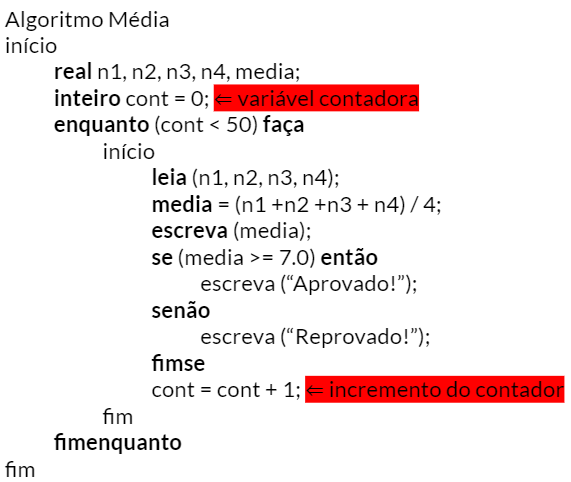 Algoritmo Média
início
real n1, n2, n3, n4, media;
inteiro cont = 0; ⇐ variável contadora
enquanto (cont < 50) faça
início
leia (n1, n2, n3, n4);
media = (n1 +n2 +n3 + n4) / 4;
escreva (media);
se (media >= 7.0) então
escreva (“Aprovado!”);
senão
escreva (“Reprovado!”);
fimse
cont = cont + 1; ⇐ incremento do contador
fim
fimenquanto
fim